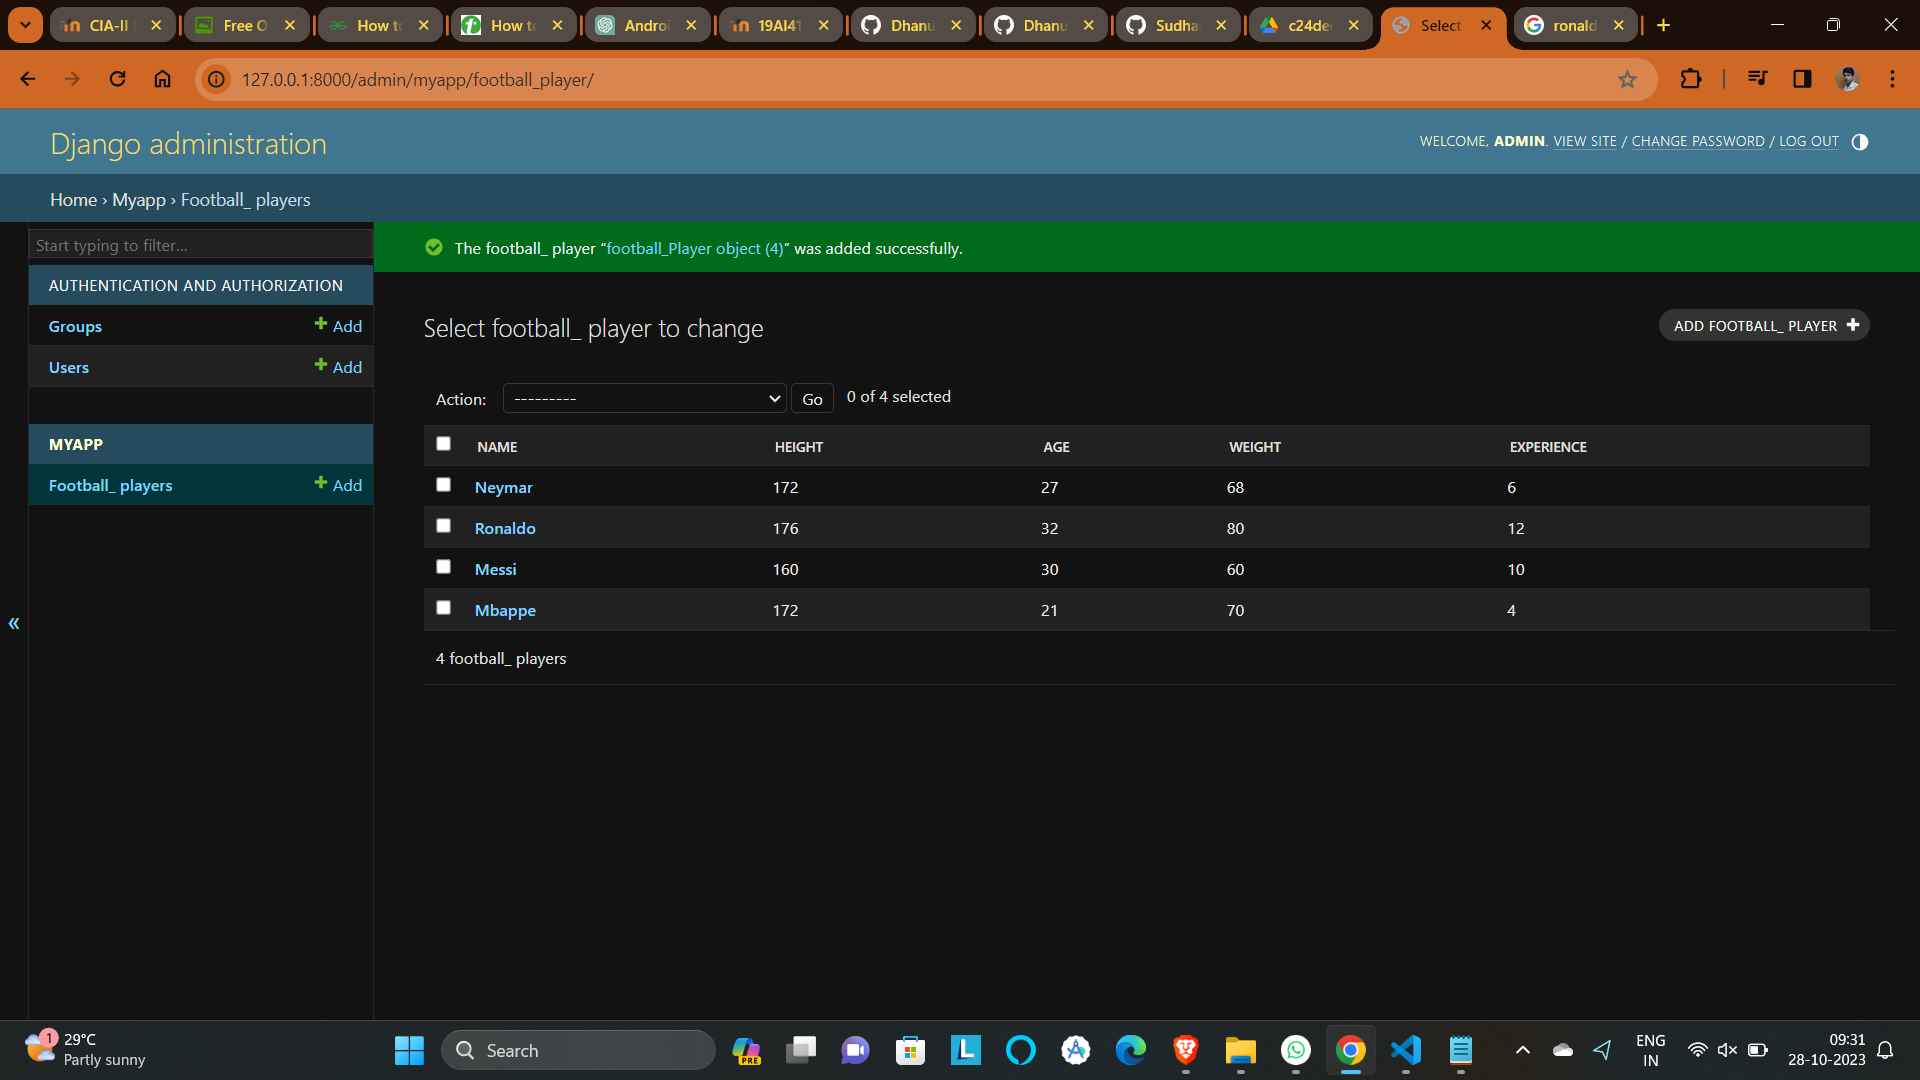 CIA-II
Free O
How to
How to
Androi
19AI41
Dhanu
Dhanu
Sudha
c24dec
Select
ronald
127.0.0.1:8000/admin/myapp/football_player/
Django administration
WELCOME, ADMIN. VIEW SITE / CHANGE PASSWORD / LOG OUT
Home › Myapp › Football_ players
Start typing to filter...
The football_ player “football_Player object (4)” was added successfully.
AUTHENTICATION AND AUTHORIZATION
Groups + Add
Users + Add
MYAPP
Football_ players + Add
«
Select football_ player to change
ADD FOOTBALL_ PLAYER +
Action: --------- Go 0 of 4 selected
NAME HEIGHT AGE WEIGHT EXPERIENCE
Neymar 172 27 68 6
Ronaldo 176 32 80 12
Messi 160 30 60 10
Mbappe 172 21 70 4
4 football_ players
1
29°C
Partly sunny
Search
PRE
L
ENG
IN
09:31
28-10-2023